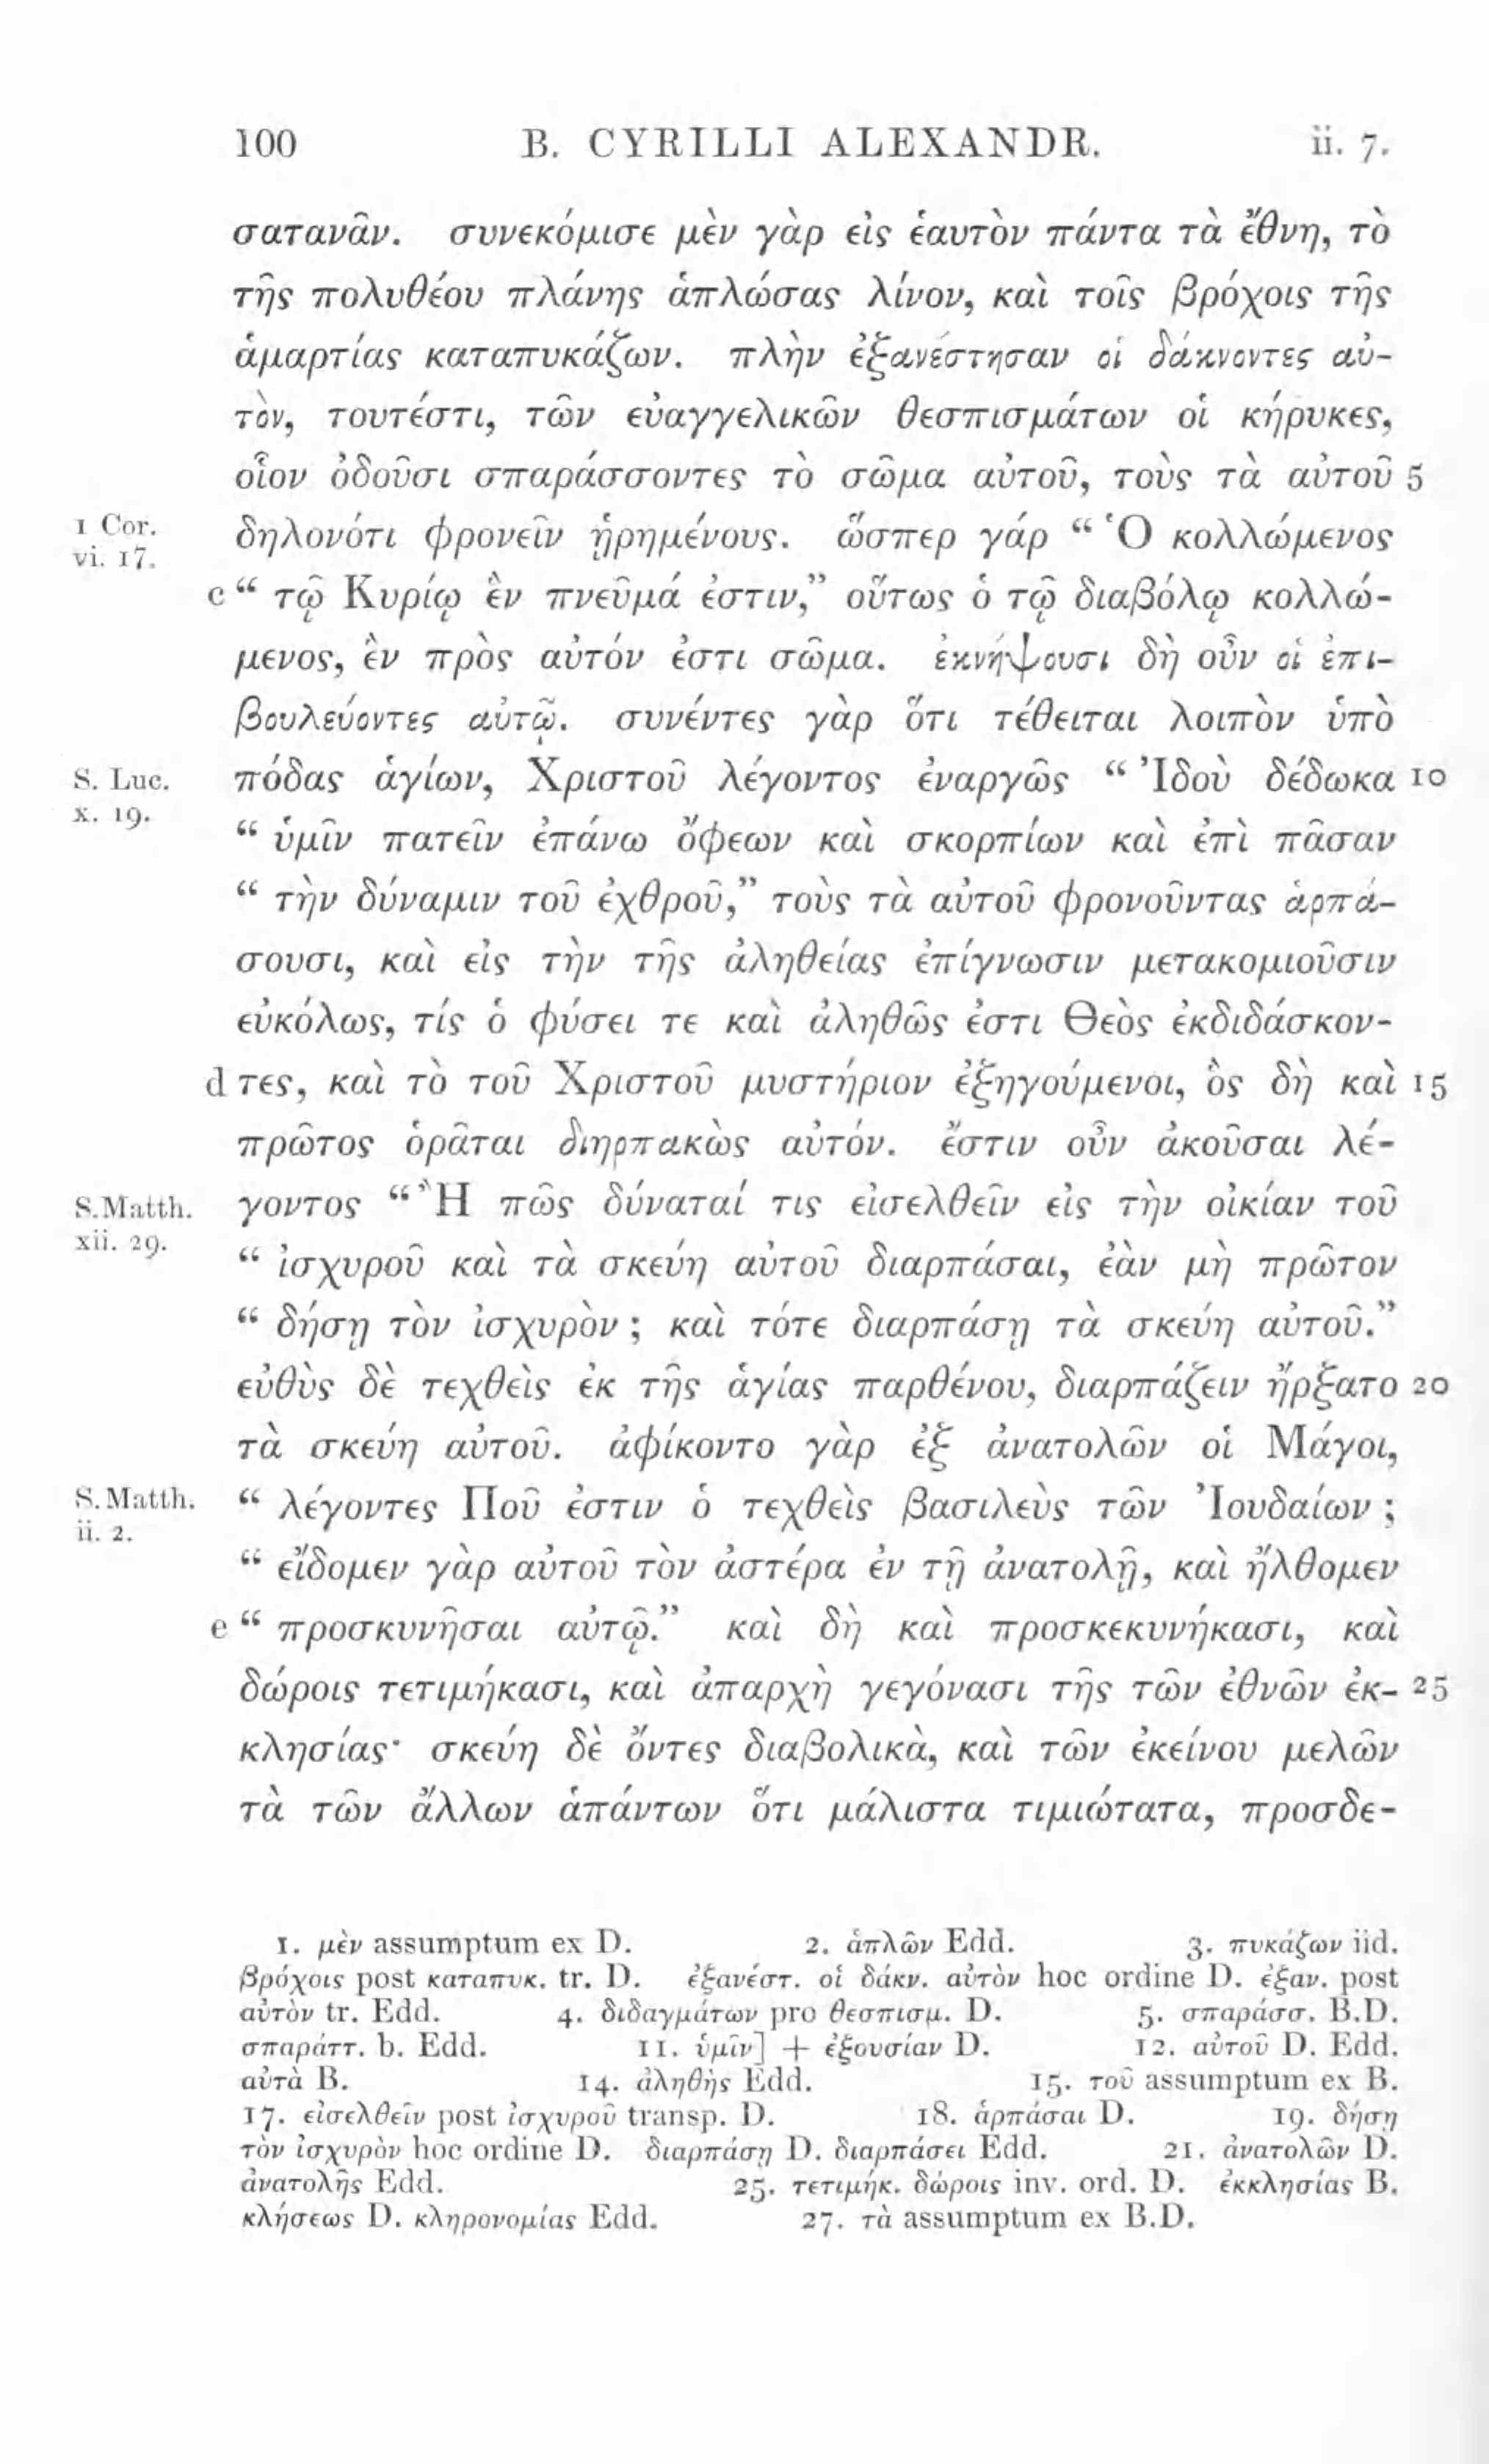 100 B. CYRILLI ALEXANDR. ii. 7.
σατανᾶν. συνεκόμισε μὲν γὰρ εἰς ἑαυτὸν πάντα τὰ ἔθνη, τὸ
τῆς πολυθέου πλάνης ἁπλώσας λίνον, καὶ τοῖς βρόχοις τῆς
ἁμαρτίας καταπυκάζων. πλὴν ἐξανέστησαν οἱ δάκνοντες αὐ-
τὸν, τουτέστι, τῶν εὐαγγελικῶν θεσπισμάτων οἱ κήρυκες,
οἷον ὀδοῦσι σπαράσσοντες τὸ σῶμα αὐτοῦ, τοὺς τὰ αὐτοῦ 5
1 Cor. δηλονότι φρονεῖν ᾑρημένους. ὥσπερ γάρ “ Ὁ κολλώμενος
vi. 17.
c “ τῷ Κυρίῳ ἓν πνεῦμά ἐστιν,” οὕτως ὁ τῷ διαβόλῳ κολλώ-
μενος, ἓν πρὸς αὐτόν ἐστι σῶμα. ἐκνήψουσι δὴ οὖν οἱ ἐπι-
βουλεύοντες αὐτῷ. συνέντες γὰρ ὅτι τέθειται λοιπὸν ὑπὸ
S. Luc. πόδας ἁγίων, Χριστοῦ λέγοντος ἐναργῶς “ Ἰδοὺ δέδωκα 10
x. 19.
“ ὑμῖν πατεῖν ἐπάνω ὄφεων καὶ σκορπίων καὶ ἐπὶ πᾶσαν
“ τὴν δύναμιν τοῦ ἐχθροῦ,” τοὺς τὰ αὐτοῦ φρονοῦντας ἁρπά-
σουσι, καὶ εἰς τὴν τῆς ἀληθείας ἐπίγνωσιν μετακομιοῦσιν
εὐκόλως, τίς ὁ φύσει τε καὶ ἀληθῶς ἐστι Θεὸς ἐκδιδάσκον-
d τες, καὶ τὸ τοῦ Χριστοῦ μυστήριον ἐξηγούμενοι, ὃς δὴ καὶ 15
πρῶτος ὁρᾶται διηρπακὼς αὐτόν. ἔστιν οὖν ἀκοῦσαι λέ-
S. Matth. γοντος “ Ἢ πῶς δύναταί τις εἰσελθεῖν εἰς τὴν οἰκίαν τοῦ
xii. 29.
“ ἰσχυροῦ καὶ τὰ σκεύη αὐτοῦ διαρπάσαι, ἐὰν μὴ πρῶτον
“ δήσῃ τὸν ἰσχυρὸν ; καὶ τότε διαρπάσῃ τὰ σκεύη αὐτοῦ.”
εὐθὺς δὲ τεχθεὶς ἐκ τῆς ἁγίας παρθένου, διαρπάζειν ἤρξατο 20
τὰ σκεύη αὐτοῦ. ἀφίκοντο γὰρ ἐξ ἀνατολῶν οἱ Μάγοι,
S. Matth. “ λέγοντες Ποῦ ἐστιν ὁ τεχθεὶς βασιλεὺς τῶν Ἰουδαίων ;
ii. 2.
“ εἴδομεν γὰρ αὐτοῦ τὸν ἀστέρα ἐν τῇ ἀνατολῇ, καὶ ἤλθομεν
e “ προσκυνῆσαι αὐτῷ.” καὶ δὴ καὶ προσκεκυνήκασι, καὶ
δώροις τετιμήκασι, καὶ ἀπαρχὴ γεγόνασι τῆς τῶν ἐθνῶν ἐκ- 25
κλησίας· σκεύη δὲ ὄντες διαβολικὰ, καὶ τῶν ἐκείνου μελῶν
τὰ τῶν ἄλλων ἁπάντων ὅτι μάλιστα τιμιώτατα, προσδε-
1. μὲν assumptum ex D. 2. ἁπλῶν Edd. 3. πυκάζων iid.
βρόχοις post καταπυκ. tr. D. ἐξανέστ. οἱ δάκν. αὐτὸν hoc ordine D. ἐξαν. post
αὐτὸν tr. Edd. 4. διδαγμάτων pro θεσπισμ. D. 5. σπαράσσ. B.D.
σπαράττ. b. Edd. 11. ὑμῖν] + ἐξουσίαν D. 12. αὐτοῦ D. Edd.
αὐτὰ B. 14. ἀληθὴς Edd. 15. τοῦ assumptum ex B.
17. εἰσελθεῖν post ἰσχυροῦ transp. D. 18. ἁρπάσαι D. 19. δήσῃ
τὸν ἰσχυρὸν hoc ordine D. διαρπάσῃ D. διαρπάσει Edd. 21. ἀνατολῶν D.
ἀνατολῆς Edd. 25. τετιμήκ. δώροις inv. ord. D. ἐκκλησίας B.
κλήσεως D. κληρονομίας Edd. 27. τὰ assumptum ex B.D.